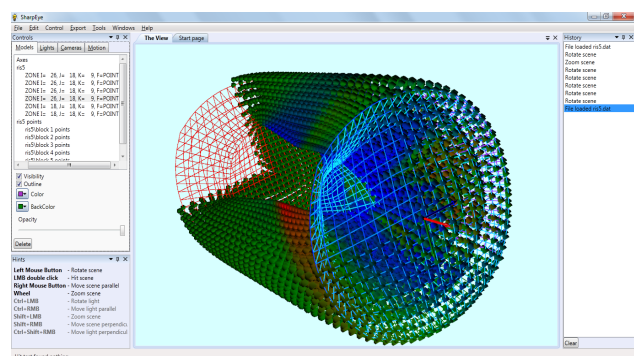 SharpEye
File Edit Control Export Tools Windows Help
Controls
Models Lights Cameras Motion
Axes
ris5
ZONE I= 26, J= 18, K= 9, F=POINT
ZONE I= 26, J= 18, K= 9, F=POINT
ZONE I= 26, J= 18, K= 9, F=POINT
ZONE I= 26, J= 18, K= 9, F=POINT
ZONE I= 18, J= 18, K= 9, F=POINT
ZONE I= 18, J= 18, K= 9, F=POINT
ris5 points
ris5\block 1 points
ris5\block 2 points
ris5\block 3 points
ris5\block 4 points
ris5\block 5 points
Visibility
Outline
Color
BackColor
Opacity
Delete
Hints
Left Mouse Button - Rotate scene
LMB double click - Hit scene
Right Mouse Button - Move scene parallel
Wheel - Zoom scene
Ctrl+LMB - Rotate light
Ctrl+RMB - Move light parallel
Shift+LMB - Zoom scene
Shift+RMB - Move scene perpendicu
Ctrl+Shift+RMB - Move light perpendicul
The View Start page
History
File loaded ris5.dat
Rotate scene
Zoom scene
Rotate scene
Rotate scene
Rotate scene
Rotate scene
Rotate scene
File loaded ris5.dat
Clear